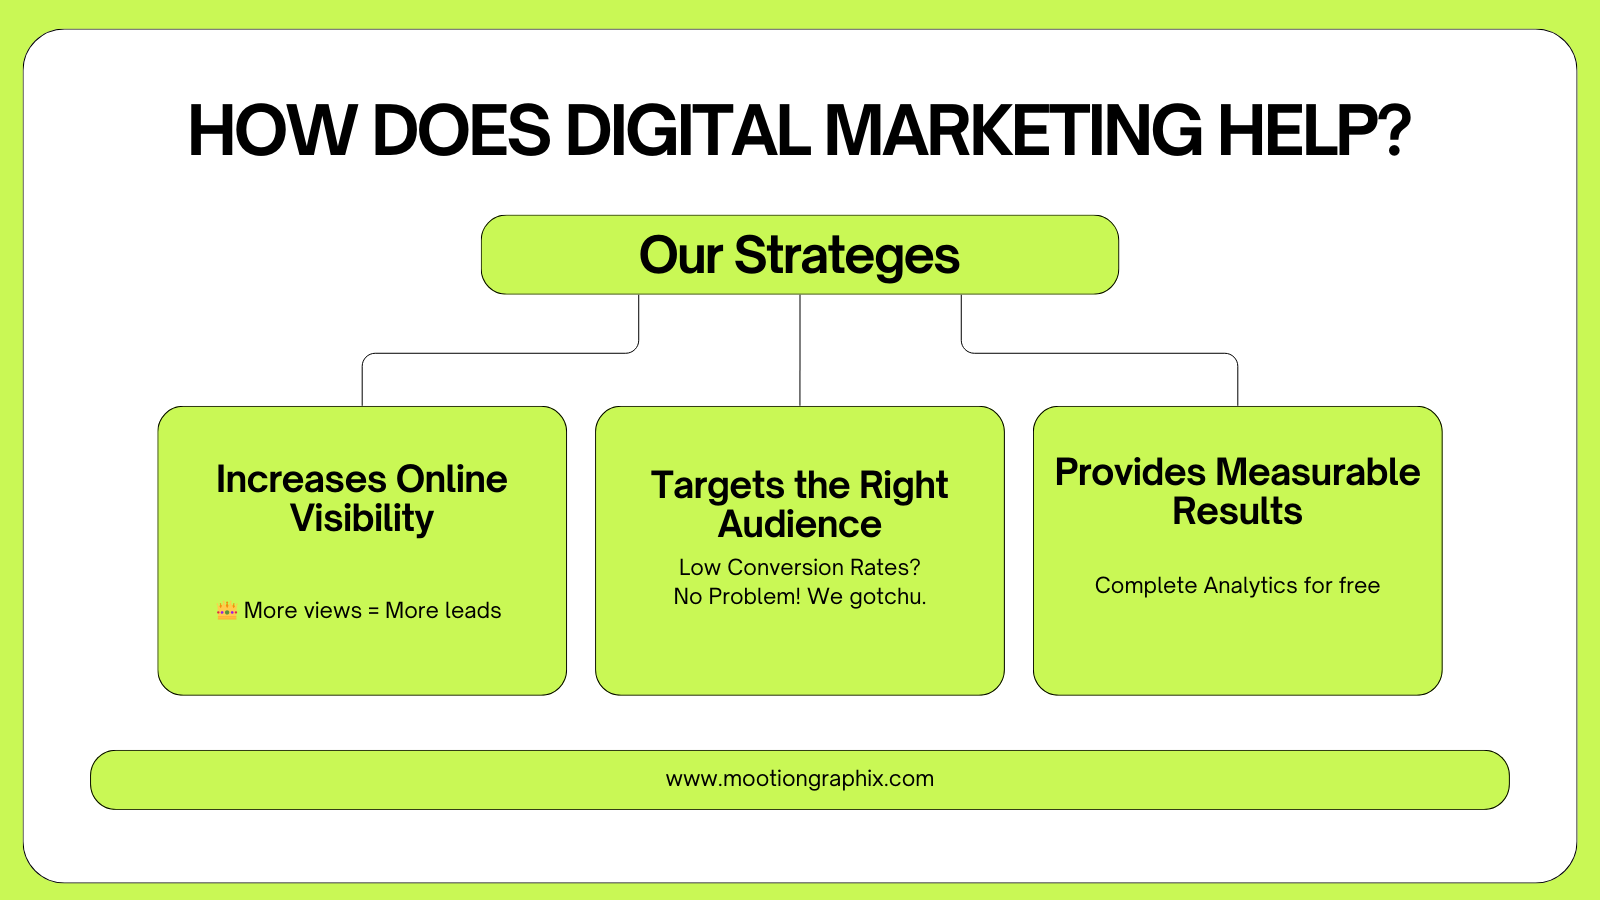 HOW DOES DIGITAL MARKETING HELP?
Our Strateges
Increases Online
Visibility
👑 More views = More leads
Targets the Right
Audience
Low Conversion Rates?
No Problem! We gotchu.
Provides Measurable
Results
Complete Analytics for free
www.mootiongraphix.com